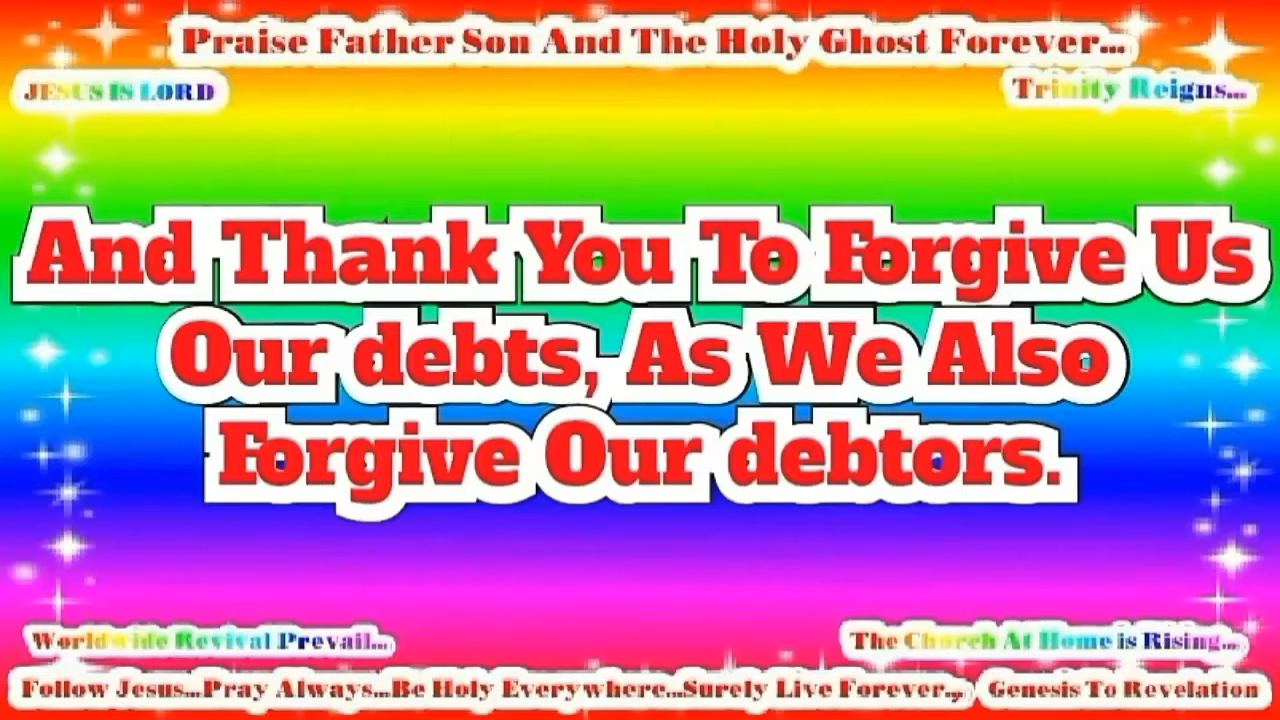 Praise Father Son And The Holy Ghost Forever...
JESUS IS LORD
Trinity Reigns...
And Thank You To Forgive Us
Our debts, As We Also
Forgive Our debtors.
Worldwide Revival Prevail...
The Church At Home is Rising...
Follow Jesus...Pray Always...Be Holy Everywhere...Surely Live Forever..., Genesis To Revelation